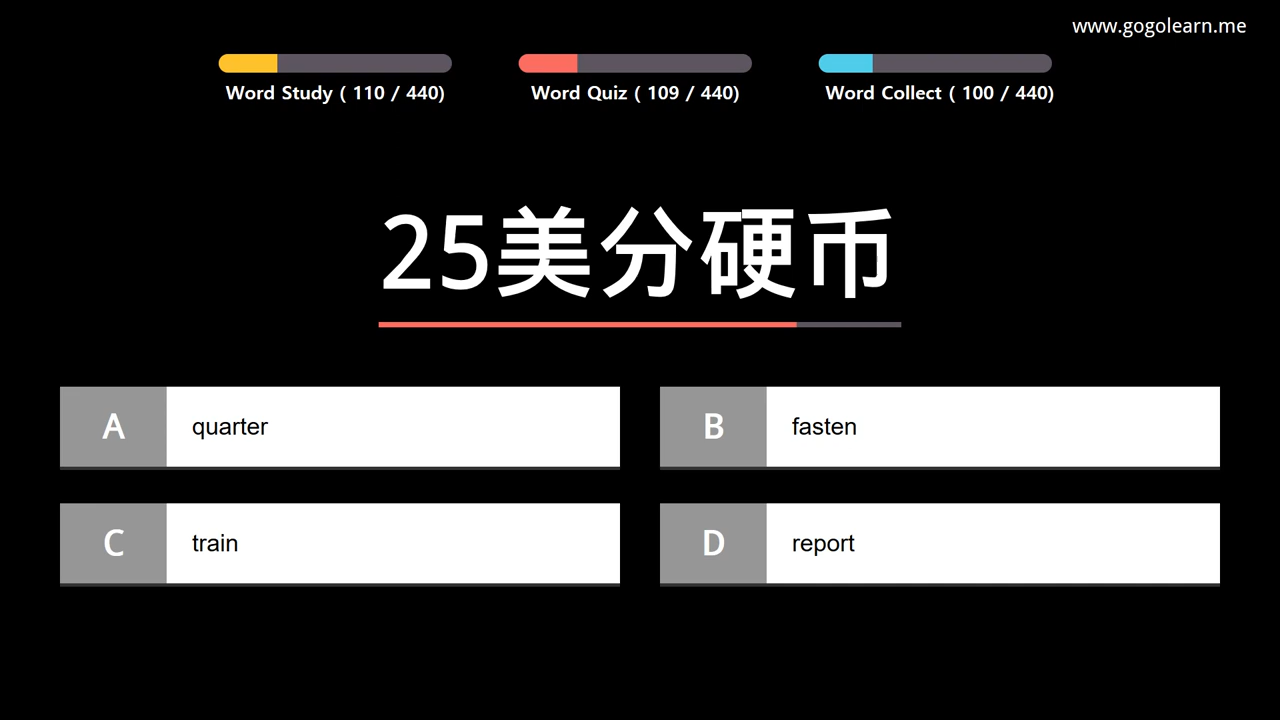 www.gogolearn.me
Word Study ( 110 / 440)
Word Quiz ( 109 / 440)
Word Collect ( 100 / 440)
25美分硬币
A quarter
B fasten
C train
D report